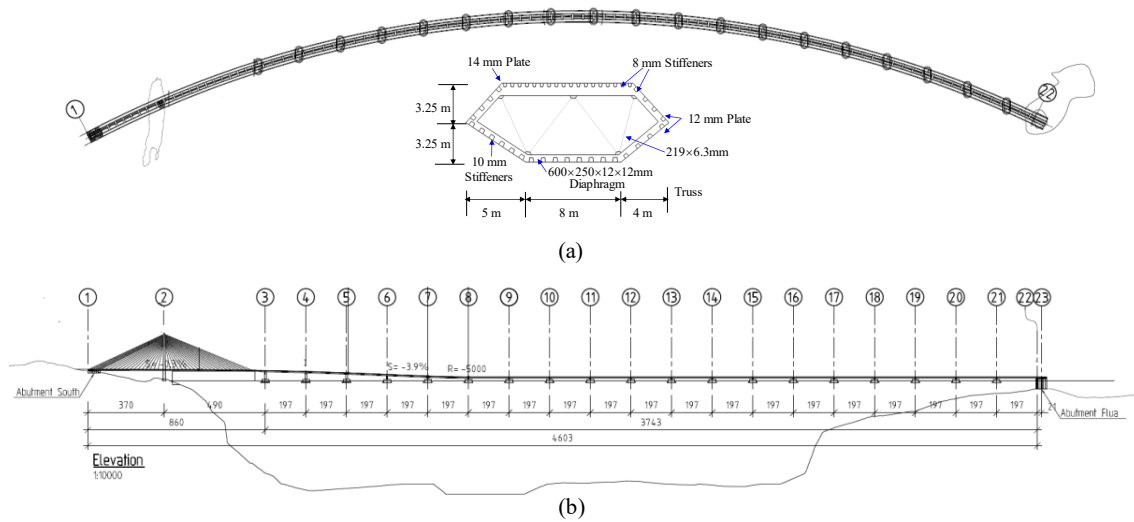 1
22
14 mm Plate
8 mm Stiffeners
3.25 m
3.25 m
12 mm Plate
219×6.3mm
10 mm
Stiffeners
600×250×12×12mm
Diaphragm
Truss
5 m
8 m
4 m
(a)
1 2 3 4 5 6 7 8 9 10 11 12 13 14 15 16 17 18 19 20 21 22 23
S= -3.9% R= -5000
Abutment South
Abutment Flua
370 490 197 197 197 197 197 197 197 197 197 197 197 197 197 197 197 197 197 197 197
860 3743
4603
Elevation
1:10000
(b)